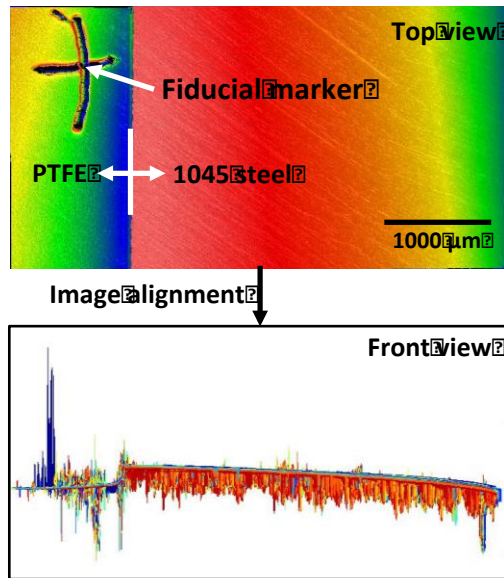 Top view
Fiducial marker
PTFE
1045 steel
1000 µm
Image alignment
Front view